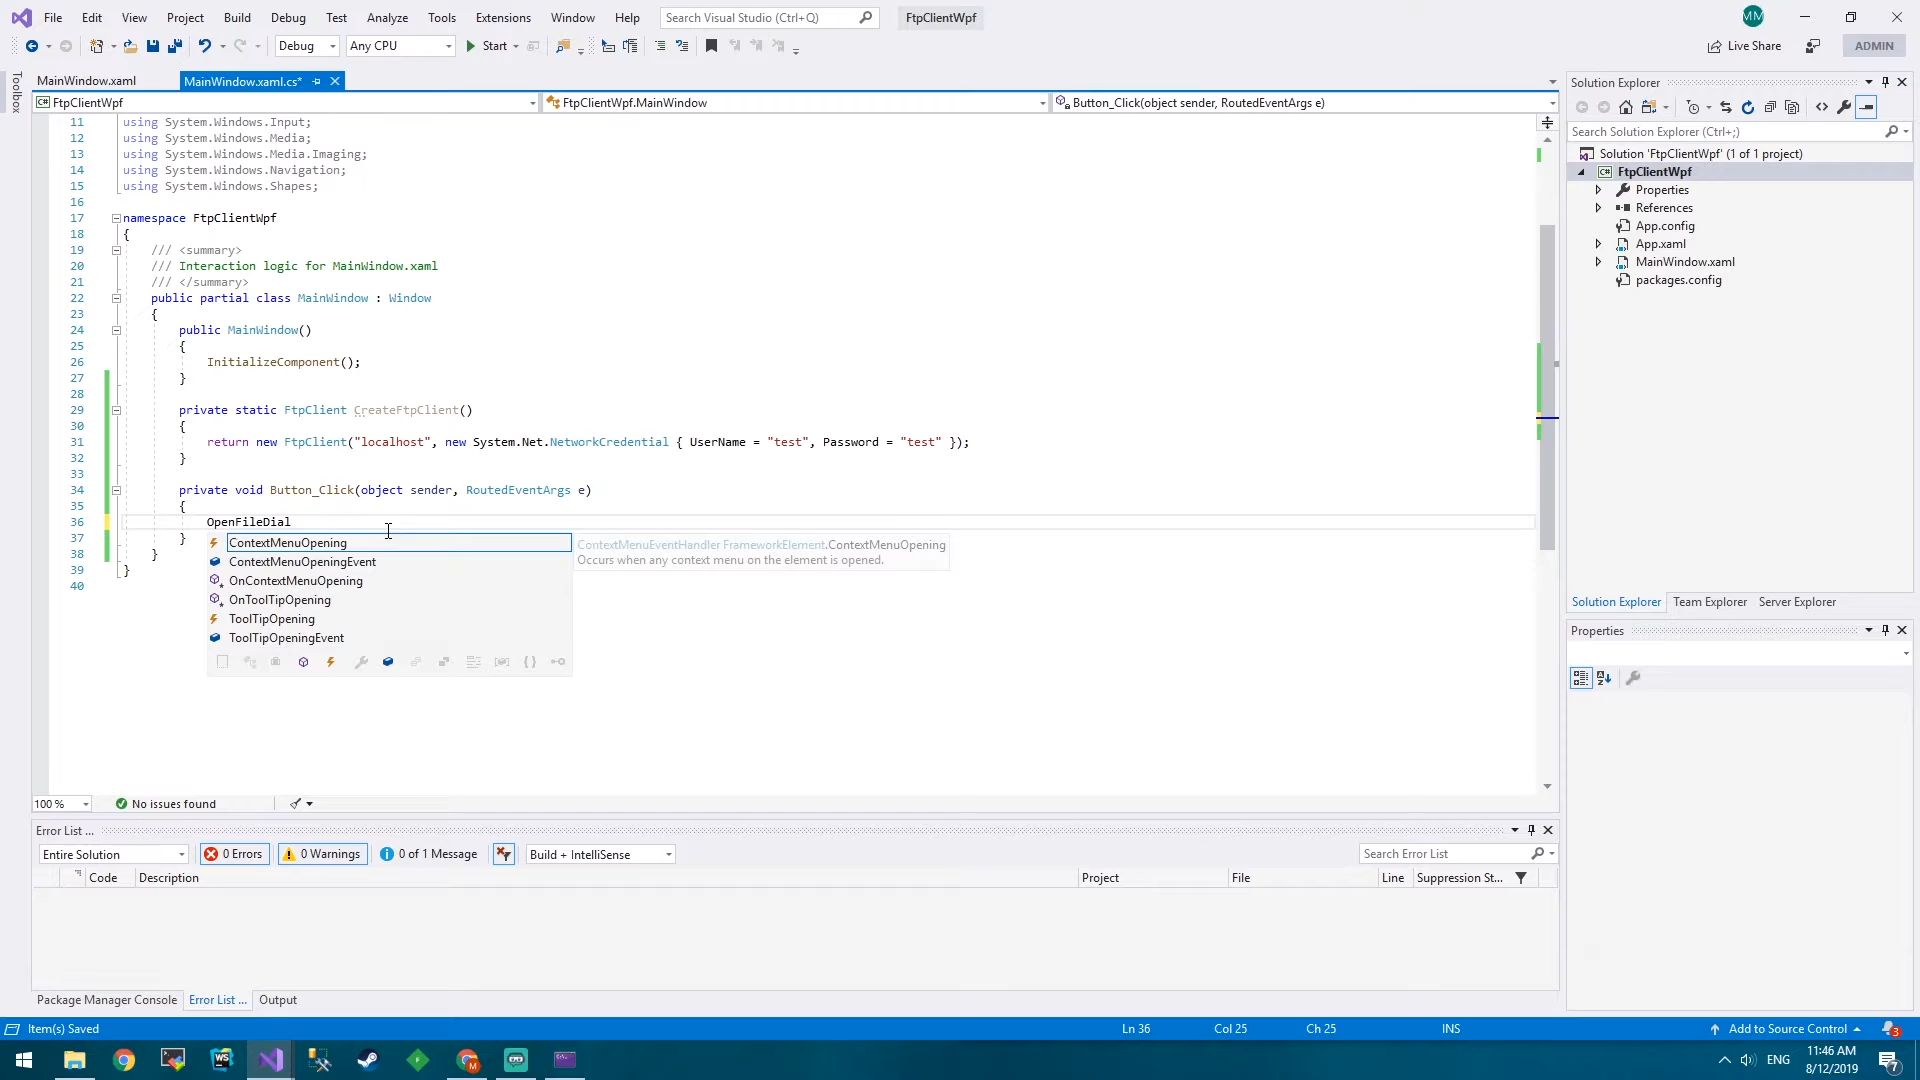 File Edit View Project Build Debug Test Analyze Tools Extensions Window Help Search Visual Studio (Ctrl+Q) FtpClientWpf MM
Debug Any CPU Start Live Share ADMIN
Toolbox
MainWindow.xaml MainWindow.xaml.cs*
FtpClientWpf FtpClientWpf.MainWindow Button_Click(object sender, RoutedEventArgs e)
11 using System.Windows.Input;
12 using System.Windows.Media;
13 using System.Windows.Media.Imaging;
14 using System.Windows.Navigation;
15 using System.Windows.Shapes;
16
17 namespace FtpClientWpf
18 {
19 /// <summary>
20 /// Interaction logic for MainWindow.xaml
21 /// </summary>
22 public partial class MainWindow : Window
23 {
24 public MainWindow()
25 {
26 InitializeComponent();
27 }
28
29 private static FtpClient CreateFtpClient()
30 {
31 return new FtpClient("localhost", new System.Net.NetworkCredential { UserName = "test", Password = "test" });
32 }
33
34 private void Button_Click(object sender, RoutedEventArgs e)
35 {
36 OpenFileDial
37 }
38 }
39 }
40
ContextMenuOpening
ContextMenuOpeningEvent
OnContextMenuOpening
OnToolTipOpening
ToolTipOpening
ToolTipOpeningEvent
ContextMenuEventHandler FrameworkElement.ContextMenuOpening
Occurs when any context menu on the element is opened.
100 % No issues found
Solution Explorer
Search Solution Explorer (Ctrl+;)
Solution 'FtpClientWpf' (1 of 1 project)
C# FtpClientWpf
Properties
References
App.config
App.xaml
MainWindow.xaml
packages.config
Solution Explorer Team Explorer Server Explorer
Properties
Error List ...
Entire Solution 0 Errors 0 Warnings 0 of 1 Message Build + IntelliSense Search Error List
Code Description Project File Line Suppression St...
Package Manager Console Error List ... Output
Item(s) Saved Ln 36 Col 25 Ch 25 INS Add to Source Control 3
WS M ENG 11:46 AM
8/12/2019 7